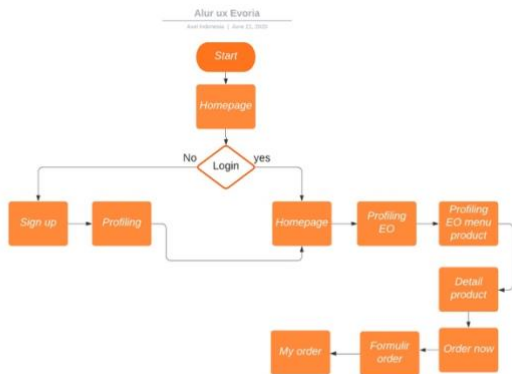 Alur ux Evoria
Start
Homepage
No
Login
yes
Sign up
Profiling
Homepage
Profiling
EO
Profiling
EO menu
product
Detail
product
Order now
Formulir
order
My order